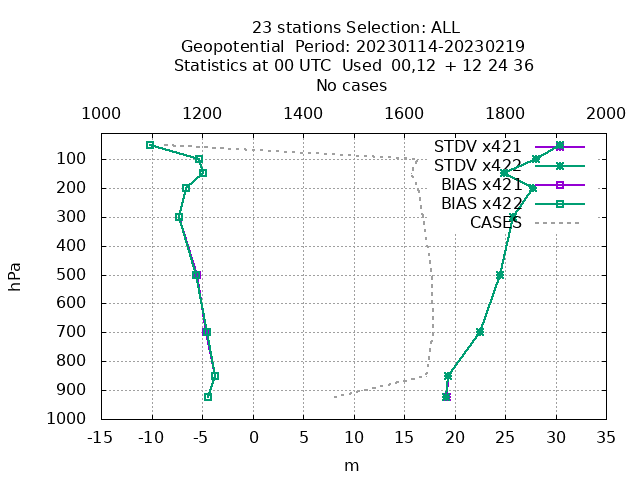 23 stations Selection: ALL
Geopotential  Period: 20230114-20230219
Statistics at 00 UTC  Used  00,12  + 12 24 36
No cases
1000 1200 1400 1600 1800 2000
STDV x421
STDV x422
BIAS x421
BIAS x422
CASES
hPa
100
200
300
400
500
600
700
800
900
1000
-15 -10 -5 0 5 10 15 20 25 30 35
m